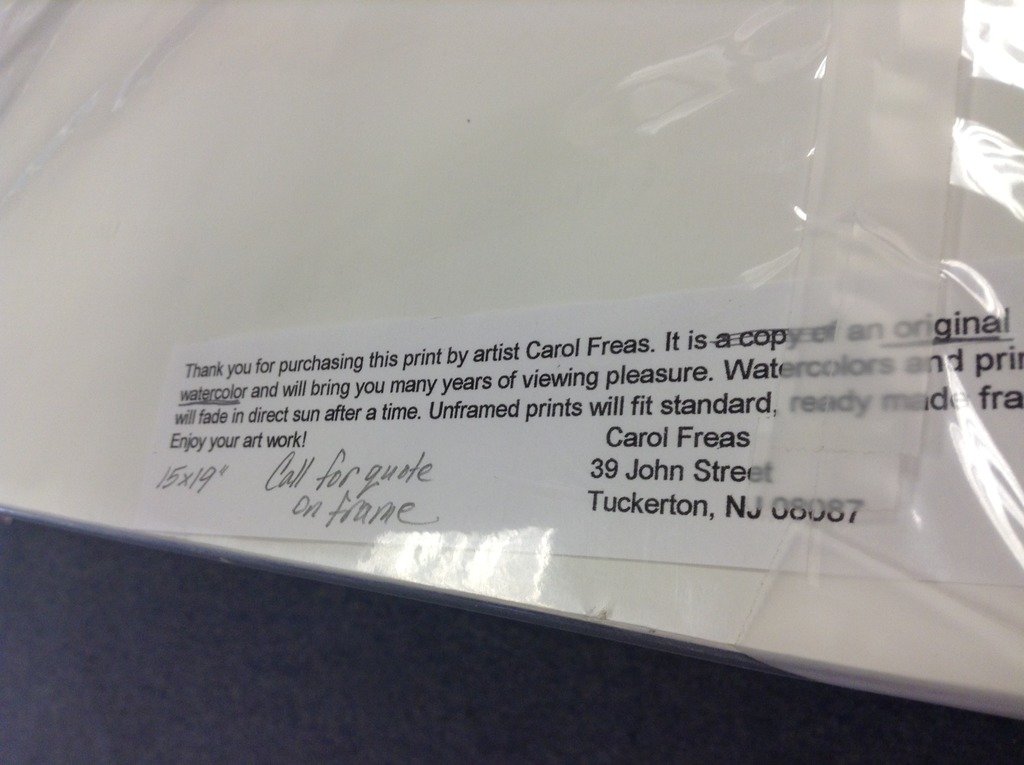 Thank you for purchasing this print by artist Carol Freas. It is a copy of an original
watercolor and will bring you many years of viewing pleasure. Watercolors and prin
will fade in direct sun after a time. Unframed prints will fit standard, ready made fra
Enjoy your art work!
Carol Freas
15x19" Call for quote
on frame
39 John Street
Tuckerton, NJ 08087